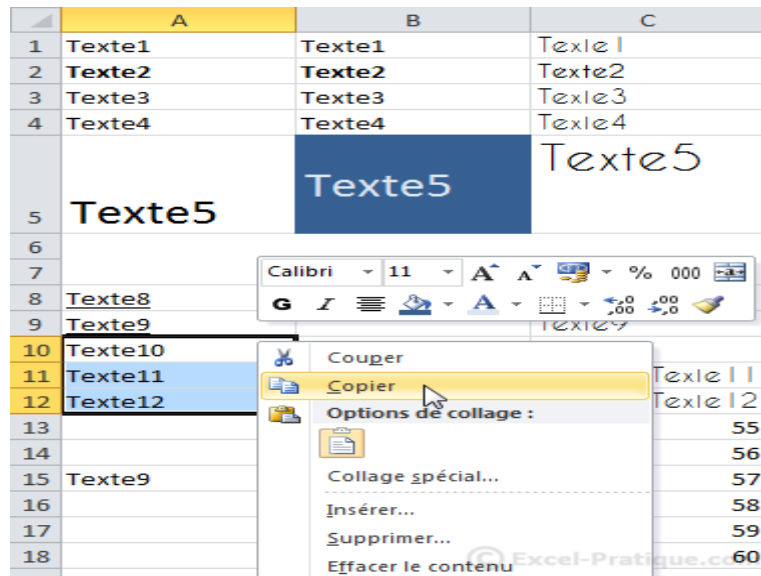 A B C
1 Texte1 Texte1 Texte1
2 Texte2 Texte2 Texte2
3 Texte3 Texte3 Texte3
4 Texte4 Texte4 Texte4
5 Texte5 Texte5 Texte5
6
7 Calibri 11 A A % 000 a
8 Texte8 G I A ,00 ,00
9 Texte9 Texte9
10 Texte10 Couper
11 Texte11 Copier Texte11
12 Texte12 Options de collage : Texte12
13 55
14 56
15 Texte9 Collage spécial... 57
16 Insérer... 58
17 Supprimer... 59
18 Effacer le contenu 60
© Excel-Pratique.com